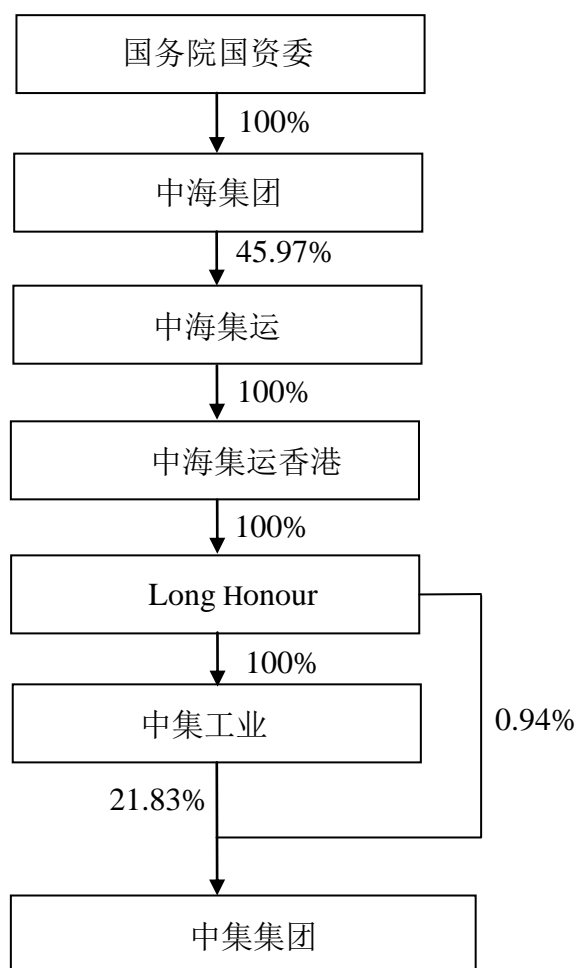 国务院国资委
100%
中海集团
45.97%
中海集运
100%
中海集运香港
100%
Long Honour
100%
中集工业
0.94%
21.83%
中集集团